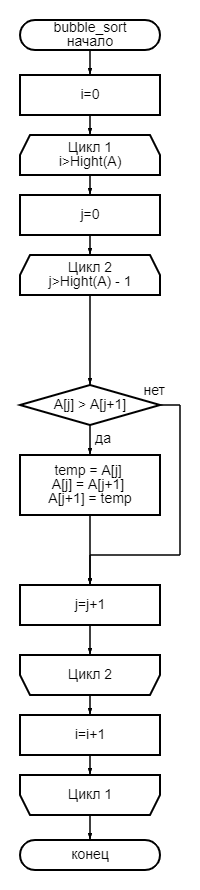 bubble_sort
начало
i=0
Цикл 1
i>Hight(A)
j=0
Цикл 2
j>Hight(A) - 1
нет
A[j] > A[j+1]
да
temp = A[j]
A[j] = A[j+1]
A[j+1] = temp
j=j+1
Цикл 2
i=i+1
Цикл 1
конец